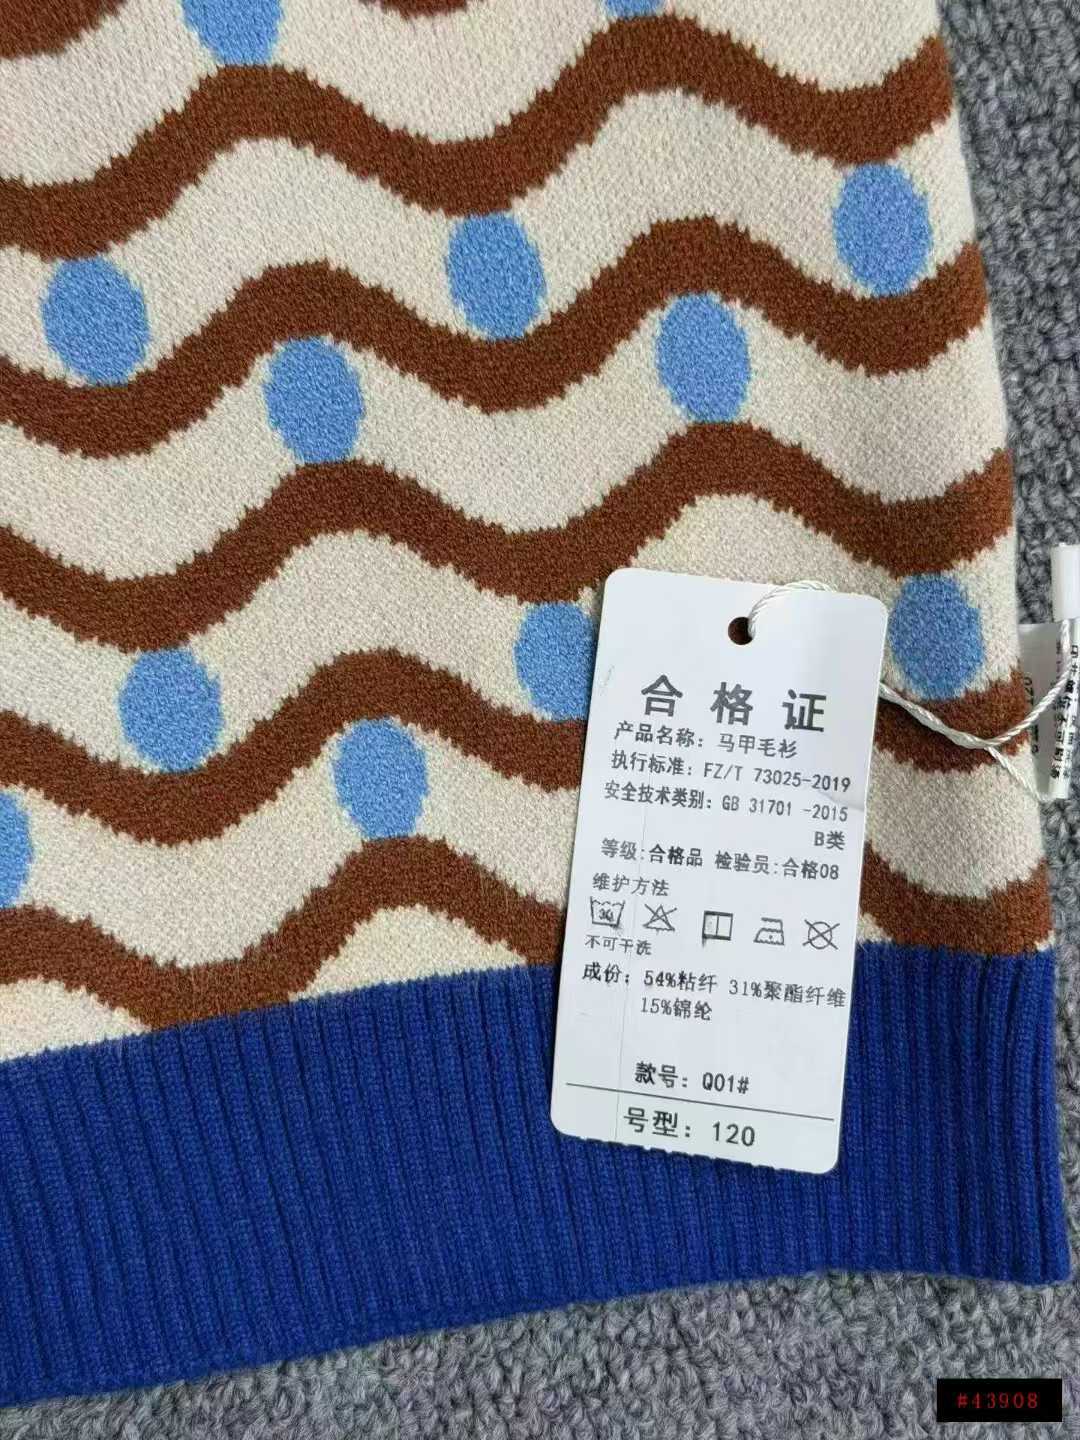 合格证
产品名称：马甲毛衫
执行标准：FZ/T 73025-2019
安全技术类别：GB 31701 -2015
B类
等级:合格品 检验员:合格08
维护方法
30
不可干洗
成份：54%粘纤 31%聚酯纤维
15%锦纶
款号：Q01#
号型：120
#43908